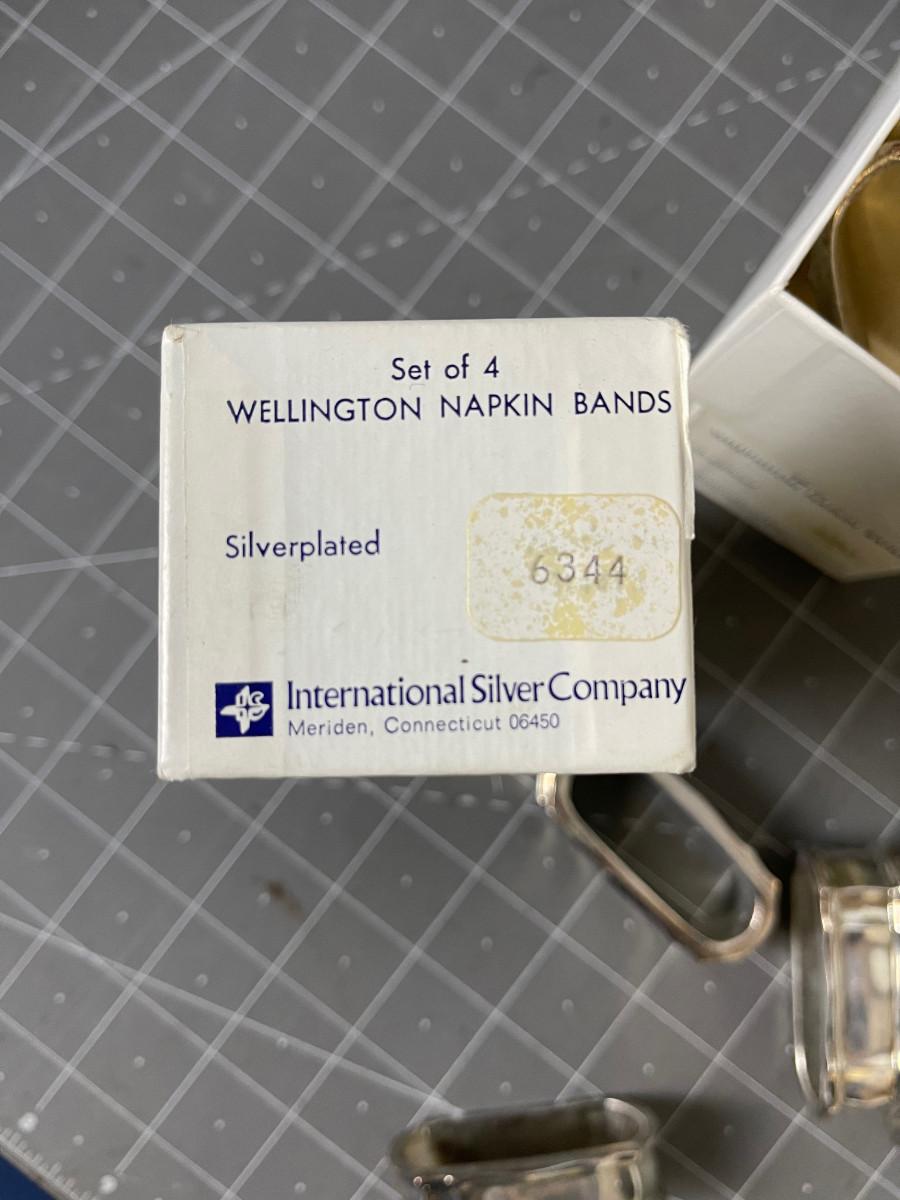 Set of 4
WELLINGTON NAPKIN BANDS
Silverplated
6344
International Silver Company
Meriden, Connecticut 06450